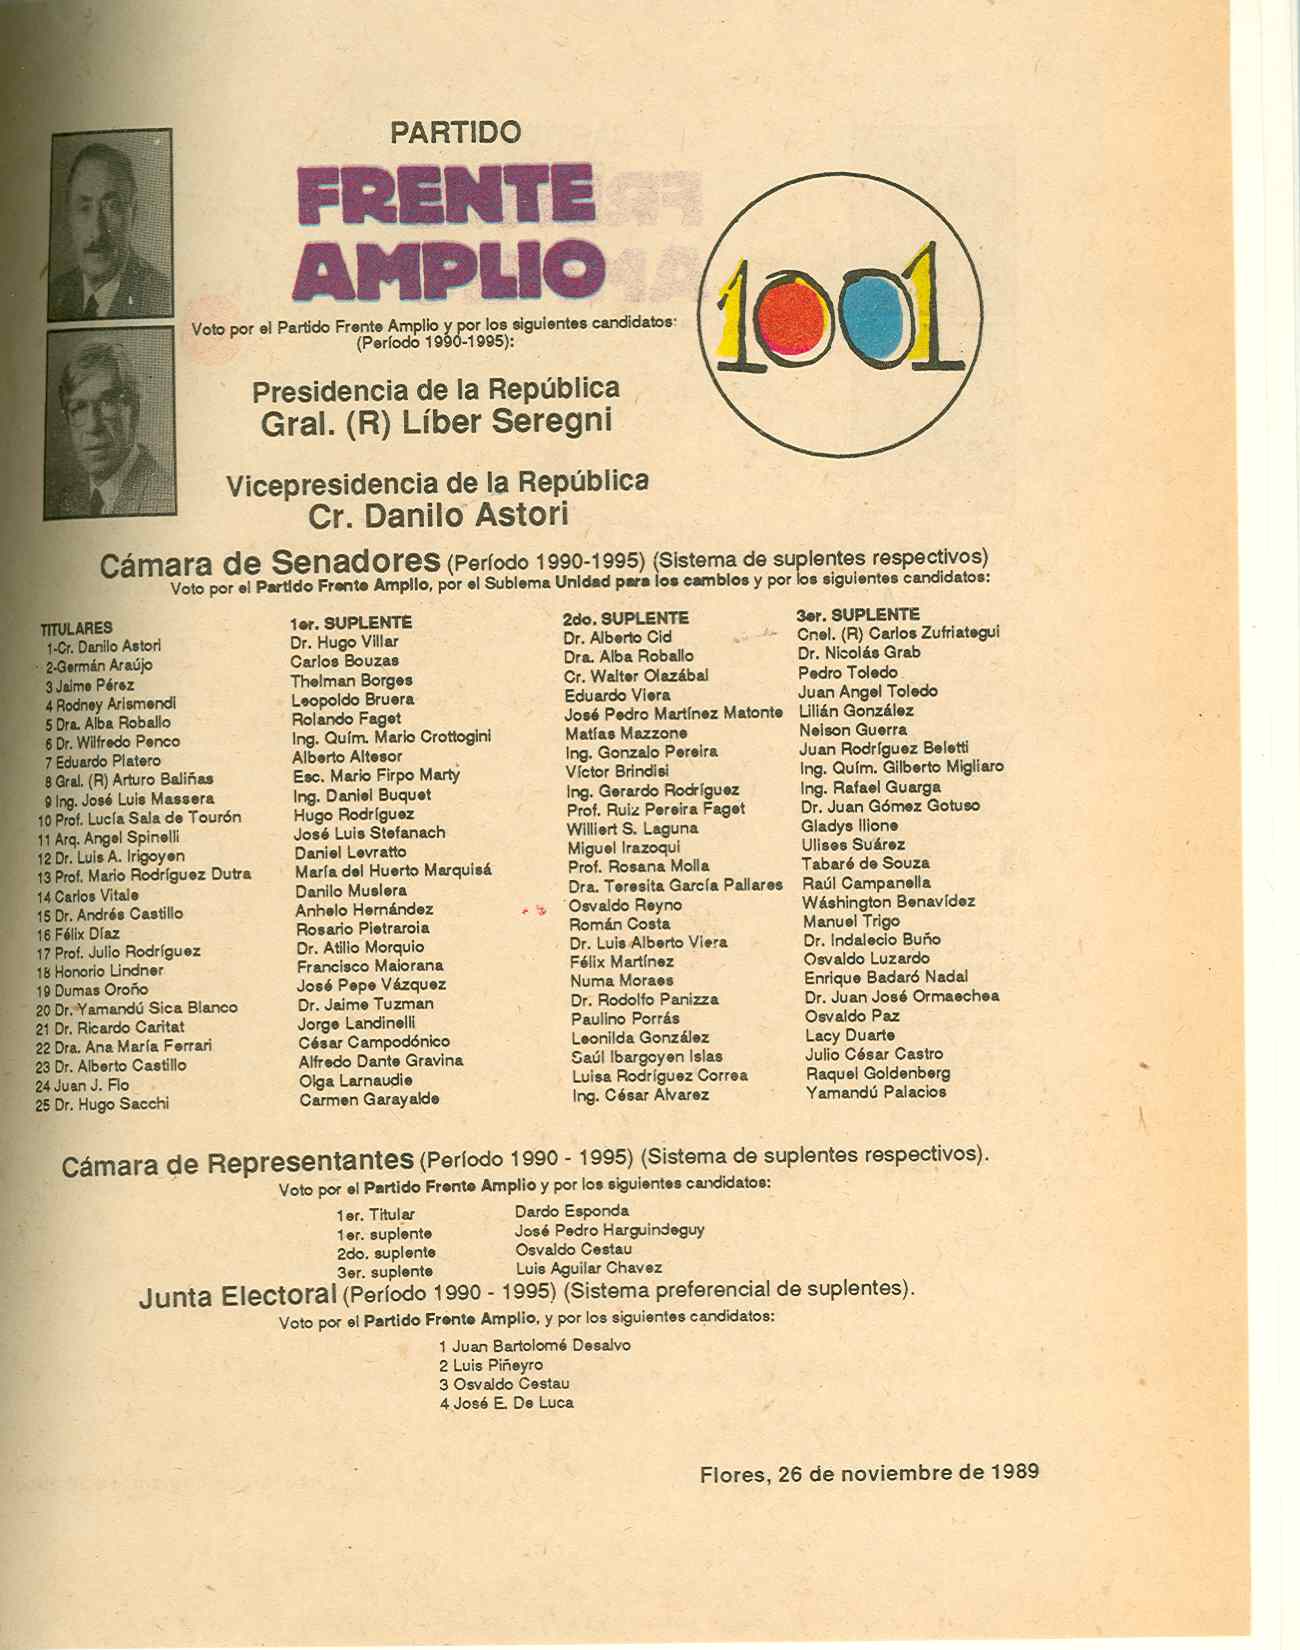 PARTIDO
FRENTE
AMPLIO
1001
Voto por el Partido Frente Amplio y por los siguientes candidatos:
(Período 1990-1995):
Presidencia de la República
Gral. (R) Líber Seregni
Vicepresidencia de la República
Cr. Danilo Astori
Cámara de Senadores (Período 1990-1995) (Sistema de suplentes respectivos)
Voto por el Partido Frente Amplio, por el Sublema Unidad para los cambios y por los siguientes candidatos:
TITULARES 1er. SUPLENTE 2do. SUPLENTE 3er. SUPLENTE
1-Cr. Danilo Astori Dr. Hugo Villar Dr. Alberto Cid Cnel. (R) Carlos Zufriategui
2-Germán Araújo Carlos Bouzas Dra. Alba Roballo Dr. Nicolás Grab
3 Jaime Pérez Thelman Borges Cr. Walter Olazábal Pedro Toledo
4 Rodney Arismendi Leopoldo Bruera Eduardo Viera Juan Angel Toledo
5 Dra. Alba Roballo Rolando Faget José Pedro Martínez Matonte Lilián González
6 Dr. Wilfredo Penco Ing. Quím. Mario Crottogini Matías Mazzone Nelson Guerra
7 Eduardo Platero Alberto Altesor Ing. Gonzalo Pereira Juan Rodríguez Beletti
8 Gral. (R) Arturo Baliñas Esc. Mario Firpo Marty Víctor Brindisi Ing. Quím. Gilberto Migliaro
9 Ing. José Luis Massera Ing. Daniel Buquet Ing. Gerardo Rodríguez Ing. Rafael Guarga
10 Prof. Lucía Sala de Tourón Hugo Rodríguez Prof. Ruiz Pereira Faget Dr. Juan Gómez Gotuso
11 Arq. Angel Spinelli José Luis Stefanach Williert S. Laguna Gladys Ilione
12 Dr. Luis A. Irigoyen Daniel Levratto Miguel Irazoqui Ulises Suárez
13 Prof. Mario Rodríguez Dutra María del Huerto Marquisá Prof. Rosana Molla Tabaré de Souza
14 Carlos Vitale Danilo Muslera Dra. Teresita García Pallares Raúl Campanella
15 Dr. Andrés Castillo Anhelo Hernández Osvaldo Reyno Wáshington Benavídez
16 Félix Díaz Rosario Pietraroia Román Costa Manuel Trigo
17 Prof. Julio Rodríguez Dr. Atilio Morquio Dr. Luis Alberto Viera Dr. Indalecio Buño
18 Honorio Lindner Francisco Maiorana Félix Martínez Osvaldo Luzardo
19 Dumas Oroño José Pepe Vázquez Numa Moraes Enrique Badaró Nadal
20 Dr. Yamandú Sica Blanco Dr. Jaime Tuzman Dr. Rodolfo Panizza Dr. Juan José Ormaechea
21 Dr. Ricardo Caritat Jorge Landinelli Paulino Porrás Osvaldo Paz
22 Dra. Ana María Ferrari César Campodónico Leonilda González Lacy Duarte
23 Dr. Alberto Castillo Alfredo Dante Gravina Saúl Ibargoyen Islas Julio César Castro
24 Juan J. Flo Olga Larnaudie Luisa Rodríguez Correa Raquel Goldenberg
25 Dr. Hugo Sacchi Carmen Garayalde Ing. César Alvarez Yamandú Palacios
Cámara de Representantes (Período 1990 - 1995) (Sistema de suplentes respectivos).
Voto por el Partido Frente Amplio y por los siguientes candidatos:
1er. Titular Dardo Esponda
1er. suplente José Pedro Harguindeguy
2do. suplente Osvaldo Cestau
3er. suplente Luis Aguilar Chavez
Junta Electoral (Período 1990 - 1995) (Sistema preferencial de suplentes).
Voto por el Partido Frente Amplio, y por los siguientes candidatos:
1 Juan Bartolomé Desalvo
2 Luis Piñeyro
3 Osvaldo Cestau
4 José E. De Luca
Flores, 26 de noviembre de 1989